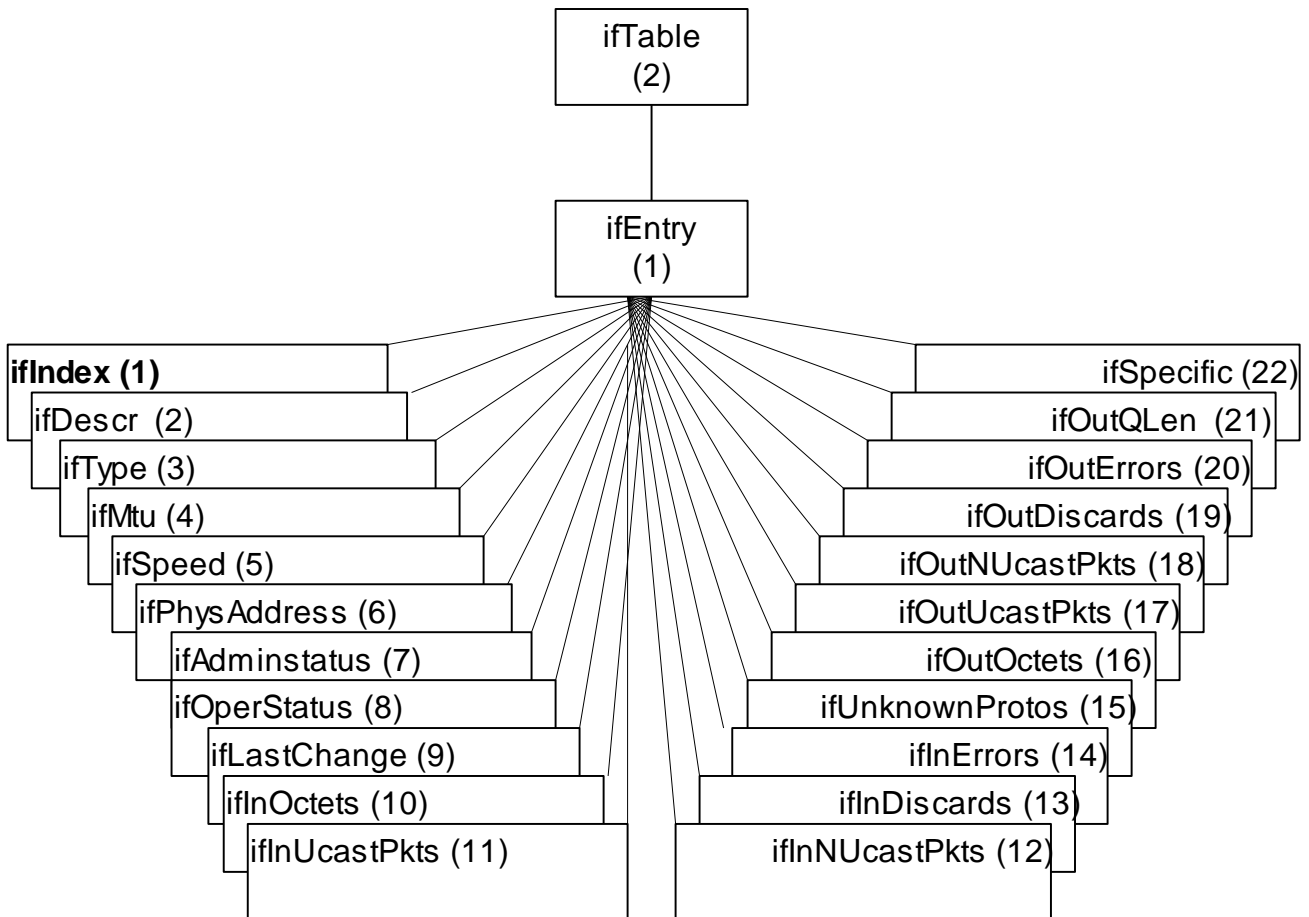 ifTable
(2)
ifEntry
(1)
ifIndex (1)
ifDescr (2)
ifType (3)
ifMtu (4)
ifSpeed (5)
ifPhysAddress (6)
ifAdminstatus (7)
ifOperStatus (8)
ifLastChange (9)
ifInOctets (10)
ifInUcastPkts (11)
ifSpecific (22)
ifOutQLen (21)
ifOutErrors (20)
ifOutDiscards (19)
ifOutNUcastPkts (18)
ifOutUcastPkts (17)
ifOutOctets (16)
ifUnknownProtos (15)
ifInErrors (14)
ifInDiscards (13)
ifInNUcastPkts (12)